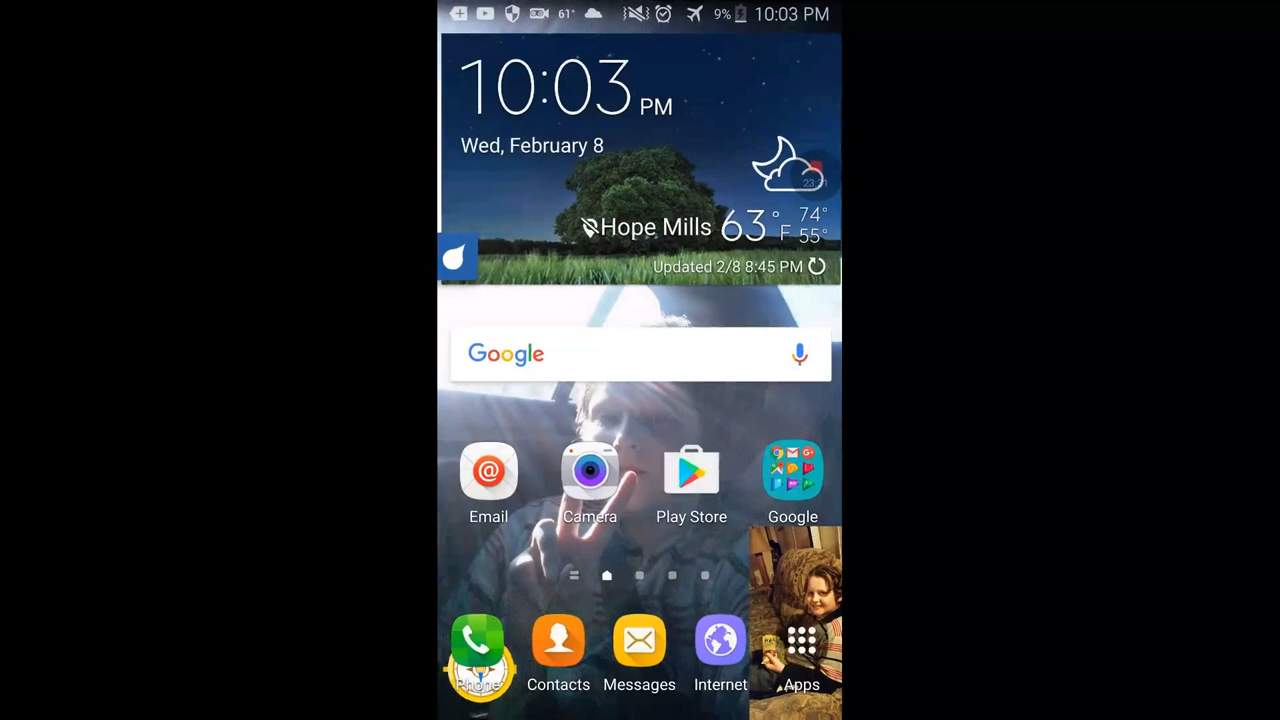 61° 9% 10:03 PM
10:03 PM
Wed, February 8
Hope Mills 63°F 74° 55°
Updated 2/8 8:45 PM
Google
Email Camera Play Store Google
Phone Contacts Messages Internet Apps